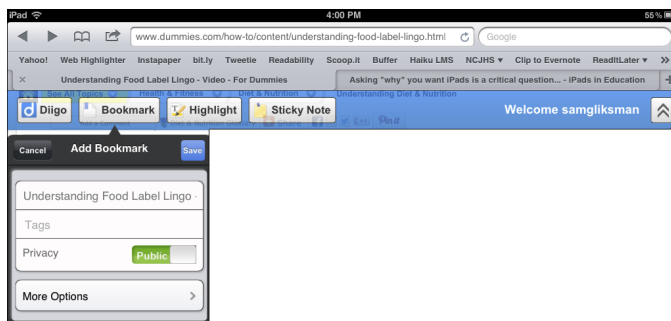 iPad 4:00 PM 55%
www.dummies.com/how-to/content/understanding-food-label-lingo.html Google
Yahoo! Web Highlighter Instapaper bit.ly Tweetie Readability Scoop.it Buffer Haiku LMS NCJHS ▾ Clip to Evernote ReadItLater ▾ >>
× Understanding Food Label Lingo - Video - For Dummies Asking "why" you want iPads is a critical question... - iPads in Education +
See All Topics Health & Fitness Diet & Nutrition Understanding Diet & Nutrition
d Diigo Bookmark Highlight Sticky Note Welcome samgliksman
Share Pin it
Cancel Add Bookmark Save
Understanding Food Label Lingo -
Tags
Privacy Public
More Options >